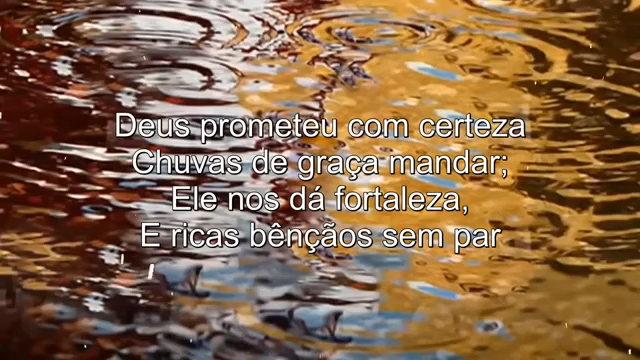 Deus prometeu com certeza
Chuvas de graça mandar;
Ele nos dá fortaleza,
E ricas bênçãos sem par